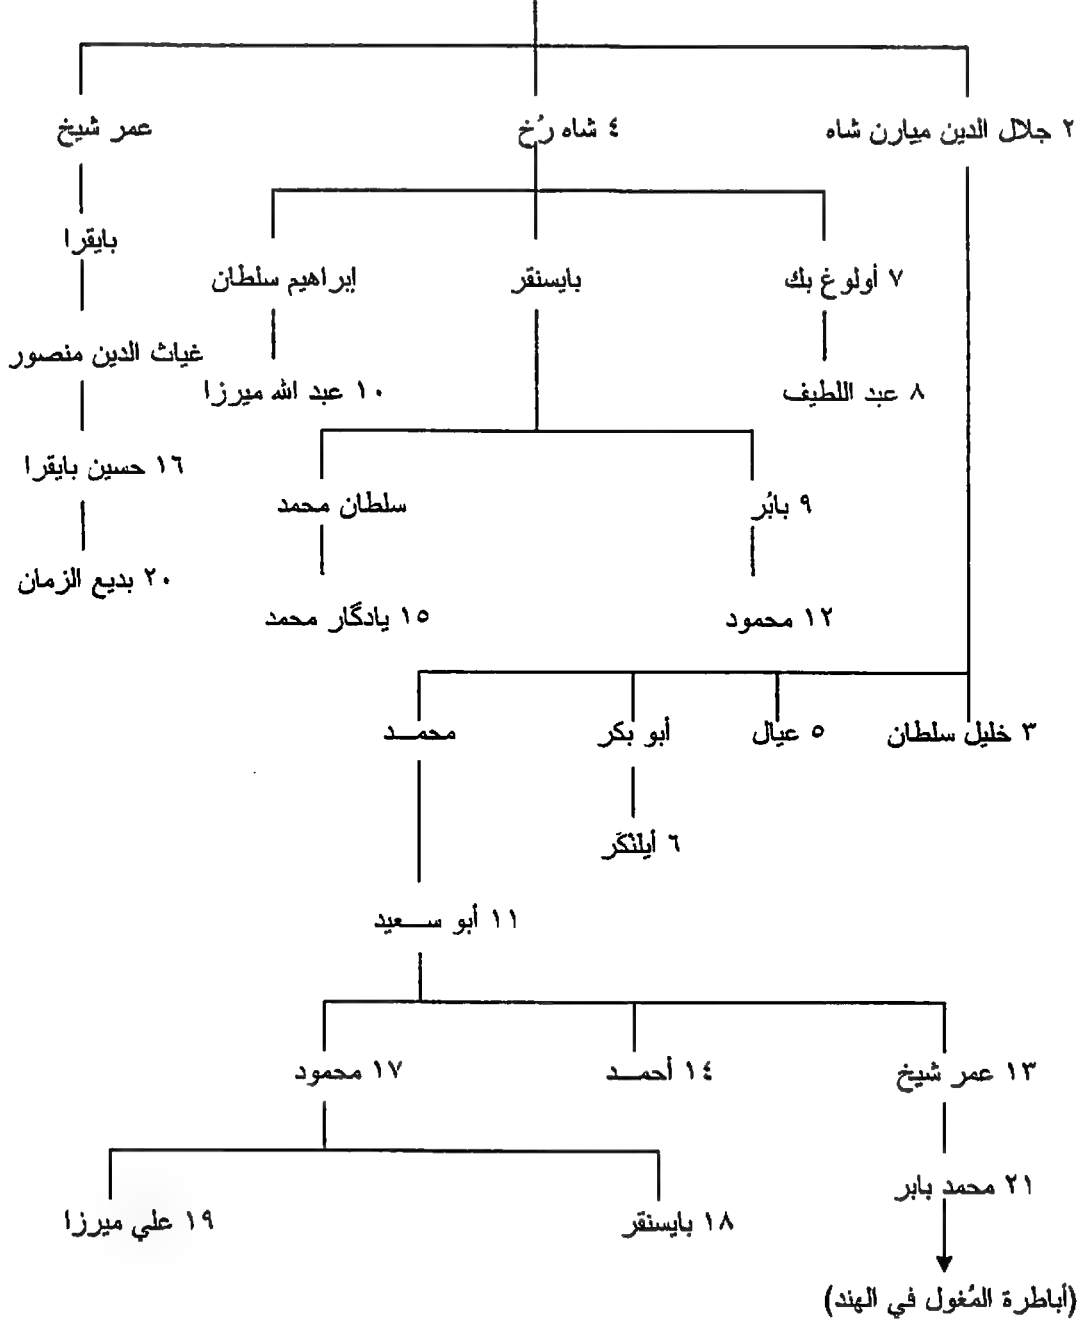 ٢ جلال الدين ميارن شاه ٤ شاه رُخ عمر شيخ
بايقرا
٧ أولوغ بك بايسنقر إبراهيم سلطان
غياث الدين منصور
٨ عبد اللطيف ١٠ عبد الله ميرزا
١٦ حسين بايقرا
٩ بابُر سلطان محمد
٢٠ بديع الزمان
١٢ محمود ١٥ يادگار محمد
٣ خليل سلطان ٥ عيال أبو بكر محمــد
٦ أيلنكَر
١١ أبو ســعيد
١٣ عمر شيخ ١٤ أحمــد ١٧ محمود
٢١ محمد بابر
١٨ بايسنقر ١٩ علي ميرزا
(أباطرة المُغول في الهند)